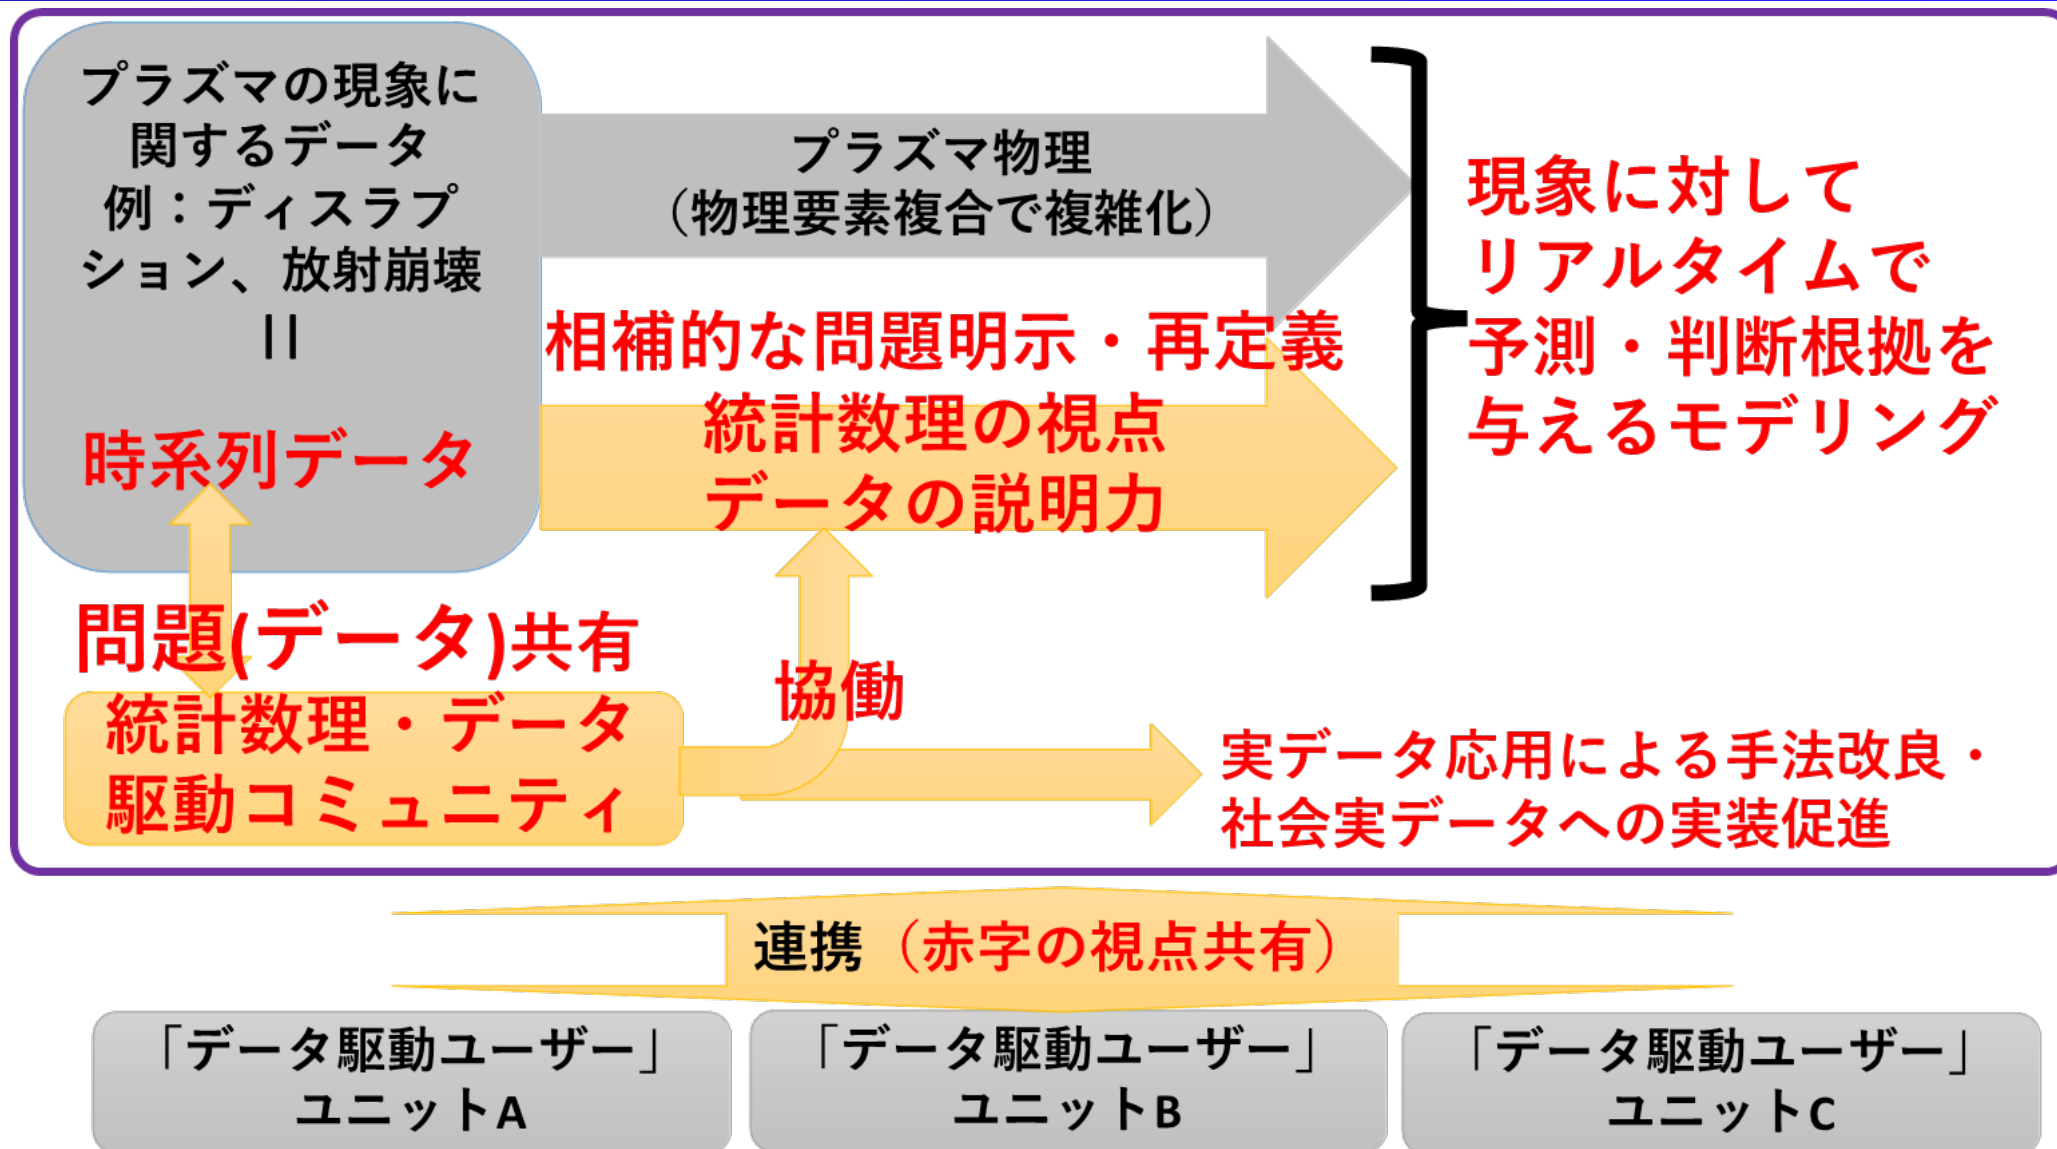 プラズマの現象に
関するデータ
例：ディスラプ
ション、放射崩壊
＝
時系列データ
プラズマ物理
（物理要素複合で複雑化）
相補的な問題明示・再定義
統計数理の視点
データの説明力
現象に対して
リアルタイムで
予測・判断根拠を
与えるモデリング
問題(データ)共有
統計数理・データ
駆動コミュニティ
協働
実データ応用による手法改良・
社会実データへの実装促進
連携（赤字の視点共有）
「データ駆動ユーザー」
ユニットA
「データ駆動ユーザー」
ユニットB
「データ駆動ユーザー」
ユニットC